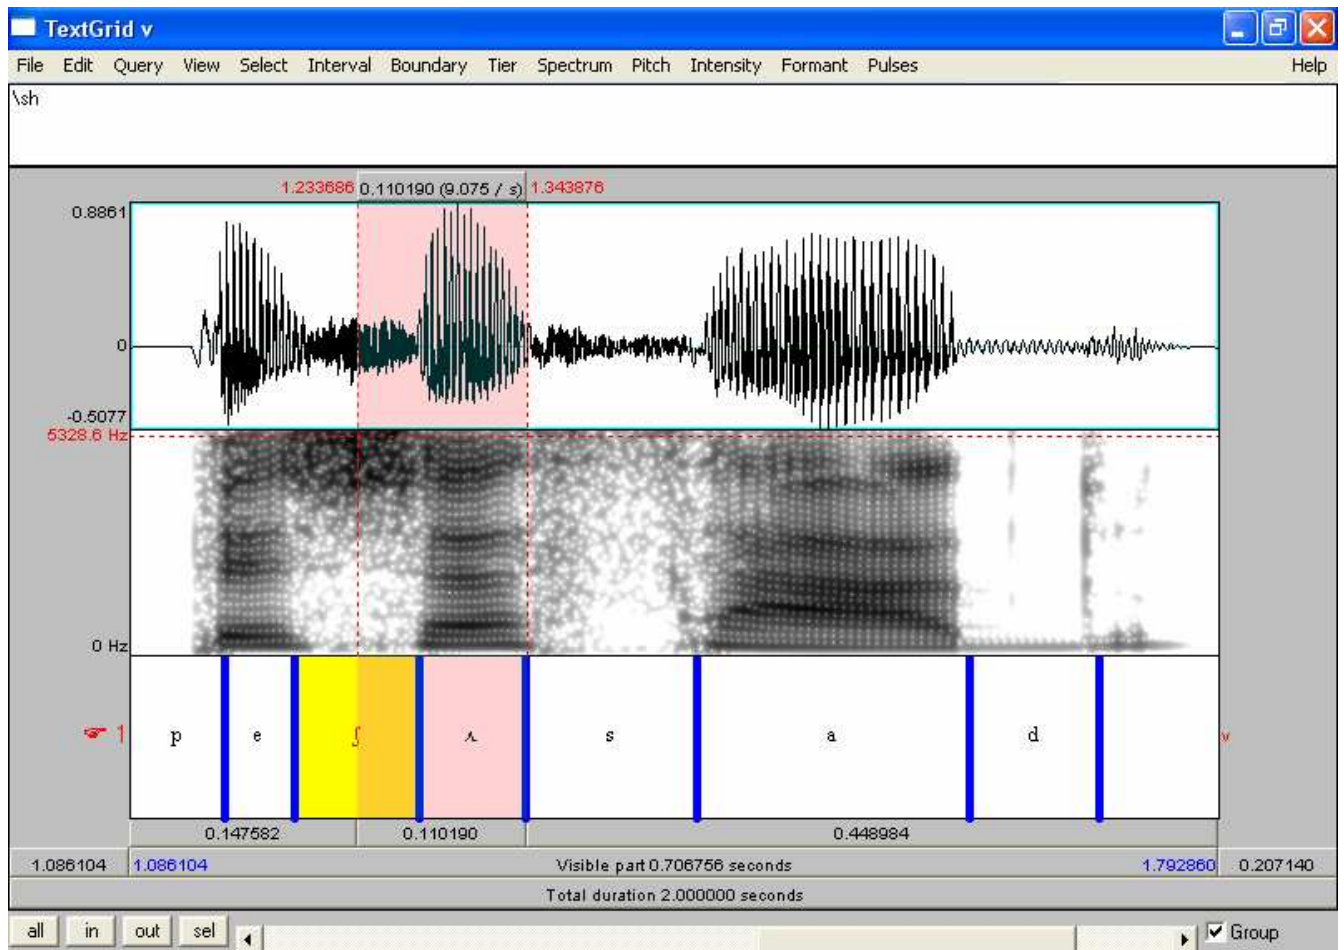 TextGrid v
File Edit Query View Select Interval Boundary Tier Spectrum Pitch Intensity Formant Pulses Help
\sh
1.233686 0.110190 (9.075 / s) 1.343876
0.8861
0
-0.5077
5328.6 Hz
0 Hz
☞ 1 p e ʃ ʌ s a d v
0.147582 0.110190 0.448984
1.086104 1.086104 Visible part 0.706756 seconds 1.792860 0.207140
Total duration 2.000000 seconds
all in out sel Group